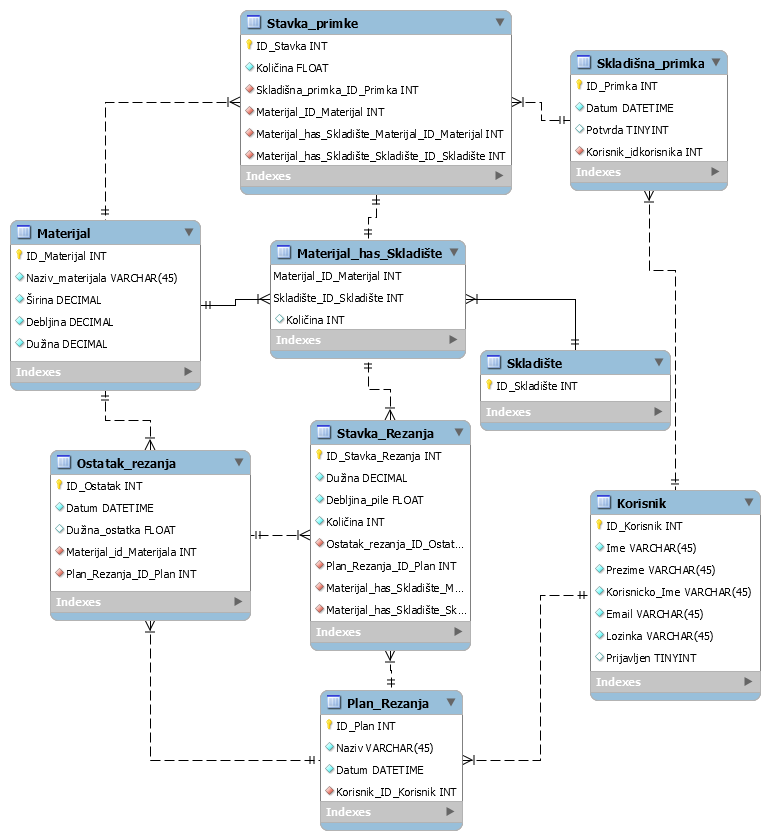 Stavka_primke
ID_Stavka INT
Količina FLOAT
Skladišna_primka_ID_Primka INT
Materijal_ID_Materijal INT
Materijal_has_Skladište_Materijal_ID_Materijal INT
Materijal_has_Skladište_Skladište_ID_Skladište INT
Indexes
Skladišna_primka
ID_Primka INT
Datum DATETIME
Potvrda TINYINT
Korisnik_idkorisnika INT
Indexes
Materijal
ID_Materijal INT
Naziv_materijala VARCHAR(45)
Širina DECIMAL
Debljina DECIMAL
Dužina DECIMAL
Indexes
Materijal_has_Skladište
Materijal_ID_Materijal INT
Skladište_ID_Skladište INT
Količina INT
Indexes
Skladište
ID_Skladište INT
Indexes
Ostatak_rezanja
ID_Ostatak INT
Datum DATETIME
Dužina_ostatka FLOAT
Materijal_id_Materijala INT
Plan_Rezanja_ID_Plan INT
Indexes
Stavka_Rezanja
ID_Stavka_Rezanja INT
Dužina DECIMAL
Debljina_pile FLOAT
Količina INT
Ostatak_rezanja_ID_Ostat...
Plan_Rezanja_ID_Plan INT
Materijal_has_Skladište_M...
Materijal_has_Skladište_Sk...
Indexes
Korisnik
ID_Korisnik INT
Ime VARCHAR(45)
Prezime VARCHAR(45)
Korisnicko_Ime VARCHAR(45)
Email VARCHAR(45)
Lozinka VARCHAR(45)
Prijavljen TINYINT
Indexes
Plan_Rezanja
ID_Plan INT
Naziv VARCHAR(45)
Datum DATETIME
Korisnik_ID_Korisnik INT
Indexes